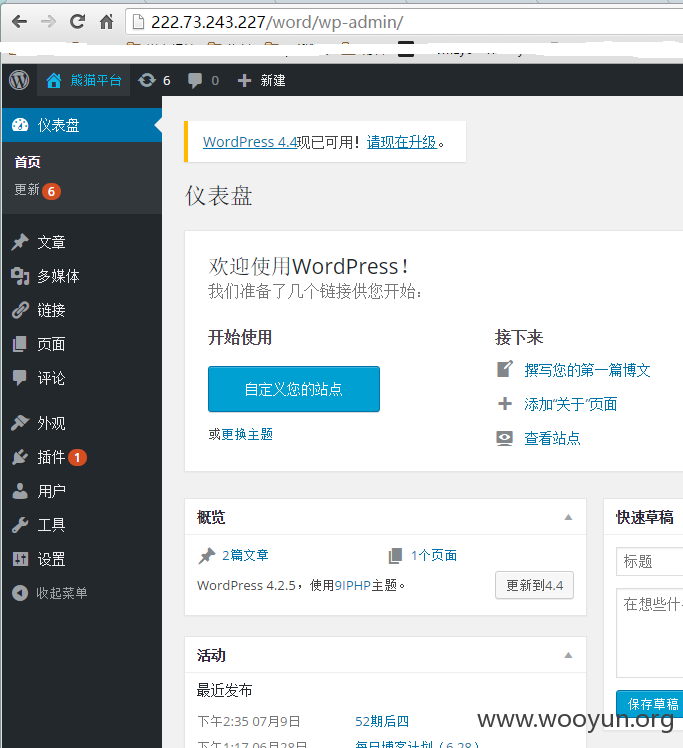 222.73.243.227/word/wp-admin/
熊猫平台 6 0 新建
仪表盘
首页
更新 6
文章
多媒体
链接
页面
评论
外观
插件 1
用户
工具
设置
收起菜单
WordPress 4.4现已可用！请现在升级。
仪表盘
欢迎使用WordPress！
我们准备了几个链接供您开始：
开始使用
自定义您的站点
或更换主题
接下来
撰写您的第一篇博文
添加“关于”页面
查看站点
概览
2篇文章 1个页面
WordPress 4.2.5，使用9IPHP主题。 更新到4.4
活动
最近发布
下午2:35 07月9日 52期后四
下午1:17 06月28日 每日博客计划（6.28）
快速草稿
标题
在想些什
保存草稿
www.wooyun.org